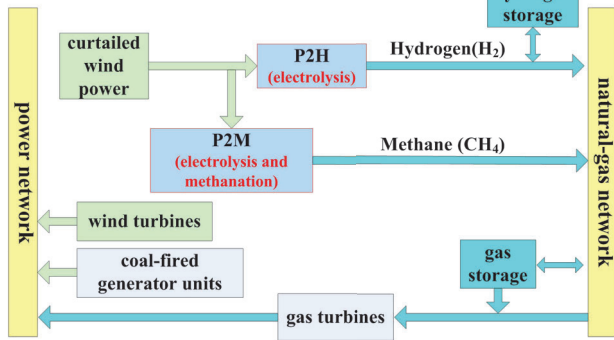 storage
curtailed
wind
power
P2H
(electrolysis)
Hydrogen(H₂)
P2M
(electrolysis and
methanation)
Methane (CH₄)
power network
natural-gas network
wind turbines
coal-fired
generator units
gas
storage
gas turbines